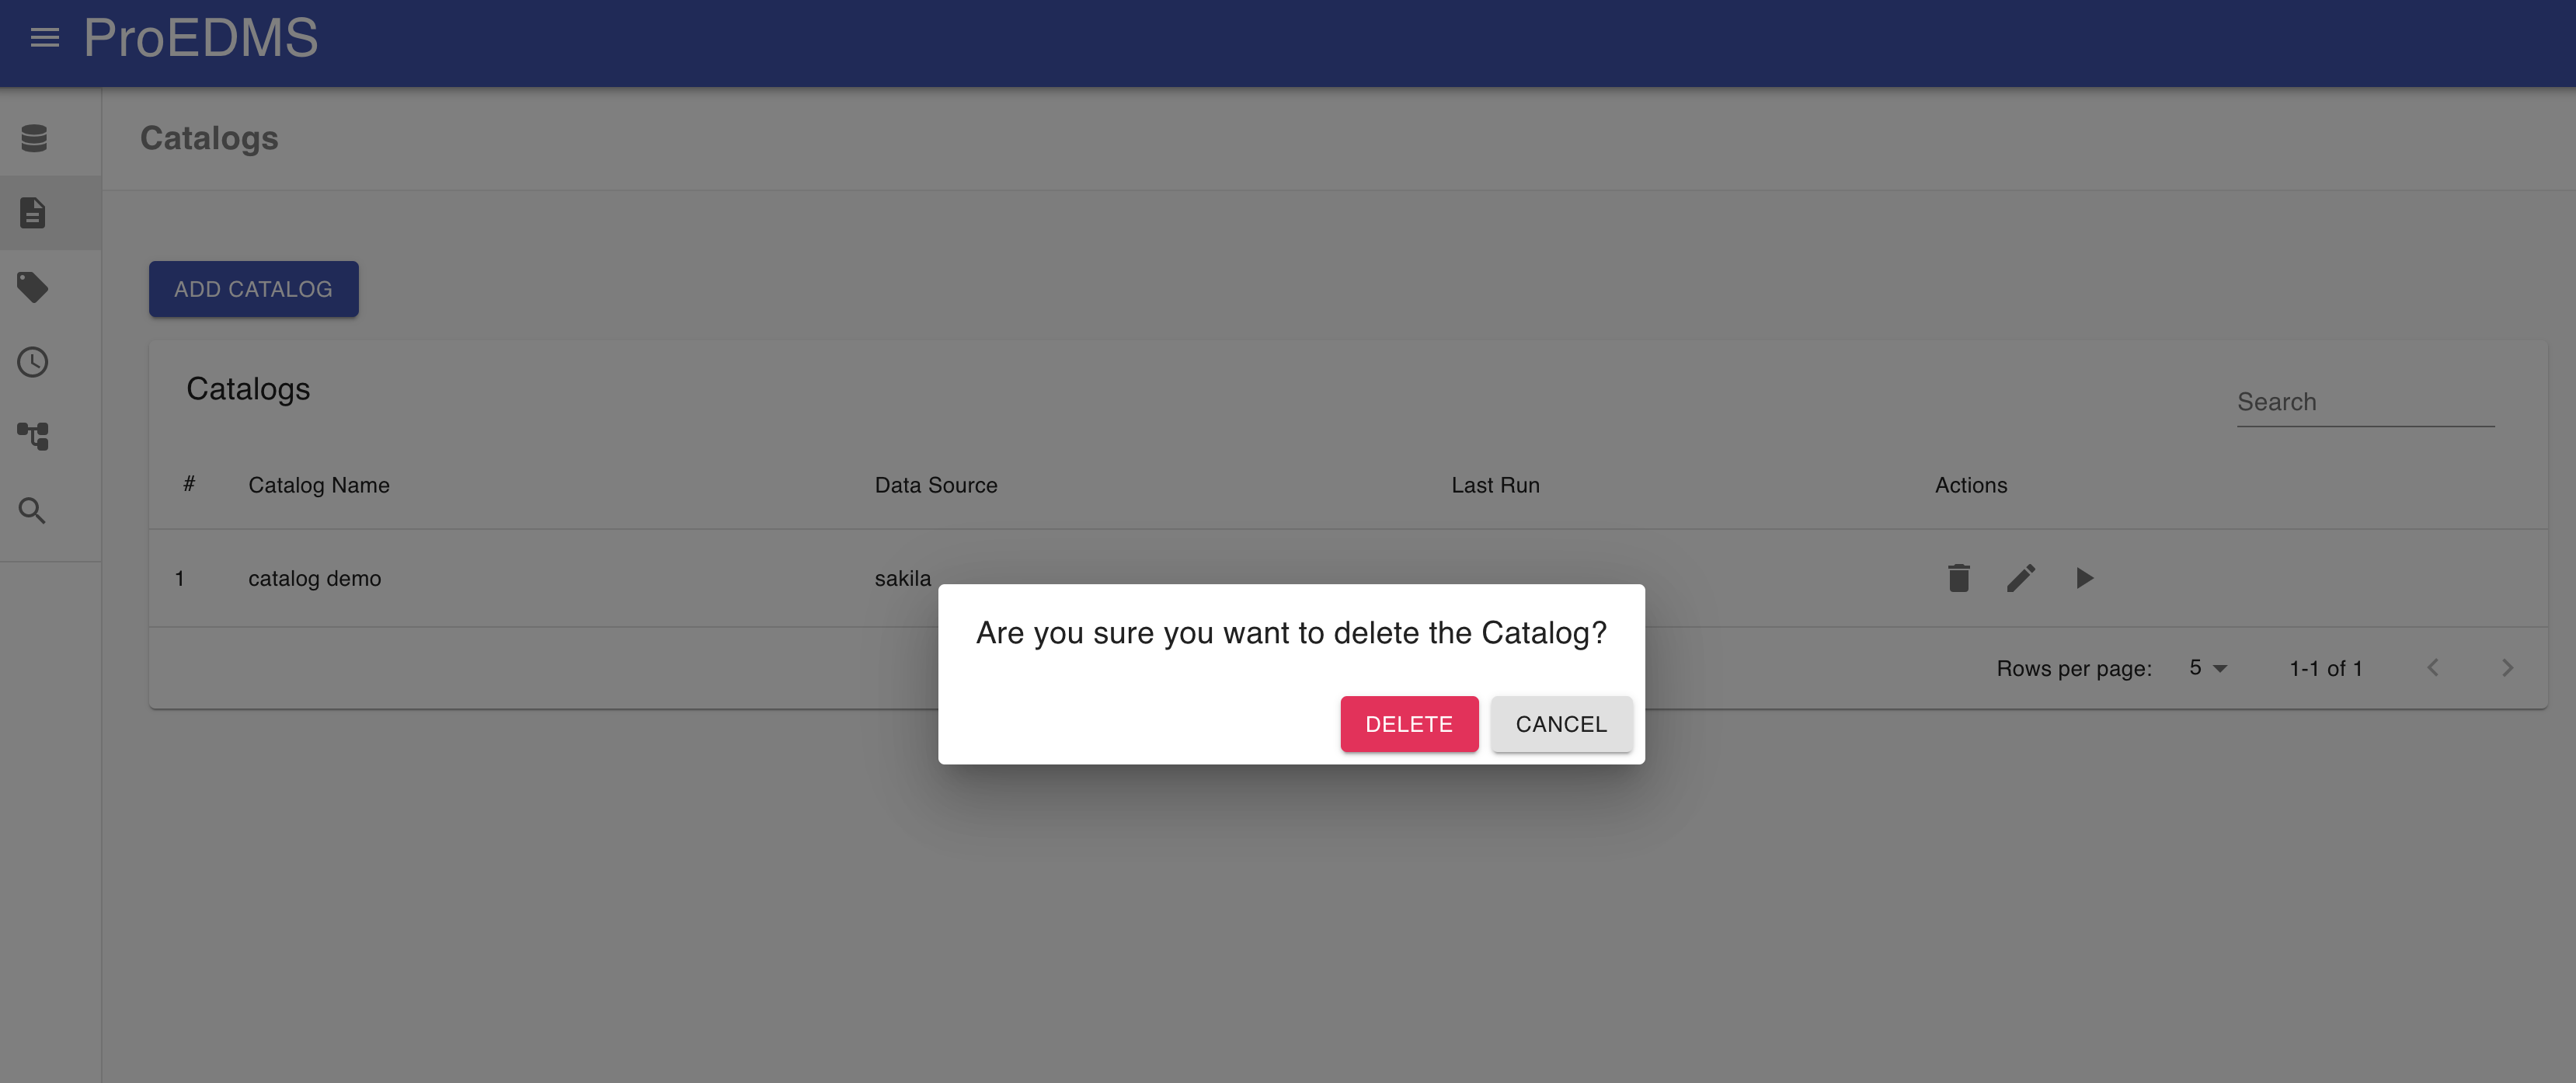 ProEDMS
Catalogs
ADD CATALOG
Catalogs
Search
# Catalog Name Data Source Last Run Actions
1 catalog demo sakila
Are you sure you want to delete the Catalog?
Rows per page: 5 1-1 of 1
DELETE CANCEL